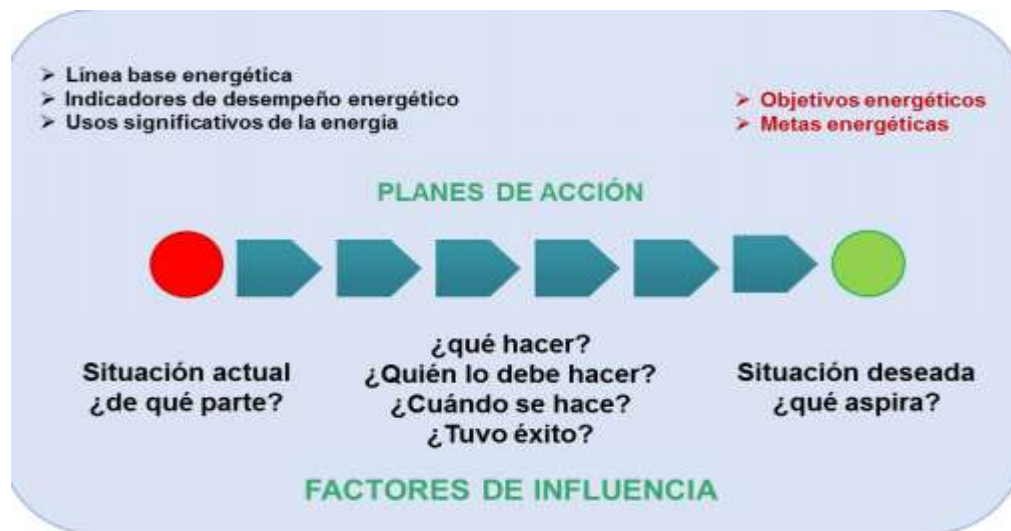 ➢ Línea base energética
➢ Indicadores de desempeño energético
➢ Usos significativos de la energia
➢ Objetivos energéticos
➢ Metas energéticas
PLANES DE ACCIÓN
Situación actual
¿de qué parte?
¿qué hacer?
¿Quién lo debe hacer?
¿Cuándo se hace?
¿Tuvo éxito?
Situación deseada
¿qué aspira?
FACTORES DE INFLUENCIA